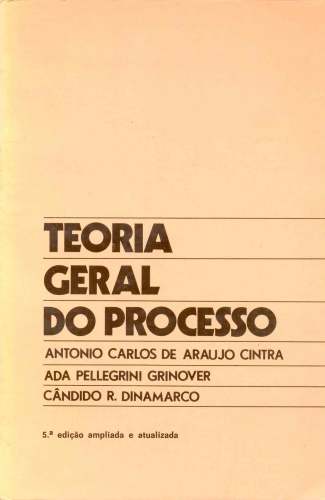 TEORIA
GERAL
DO PROCESSO
ANTONIO CARLOS DE ARAUJO CINTRA
ADA PELLEGRINI GRINOVER
CÂNDIDO R. DINAMARCO
5.ª edição ampliada e atualizada